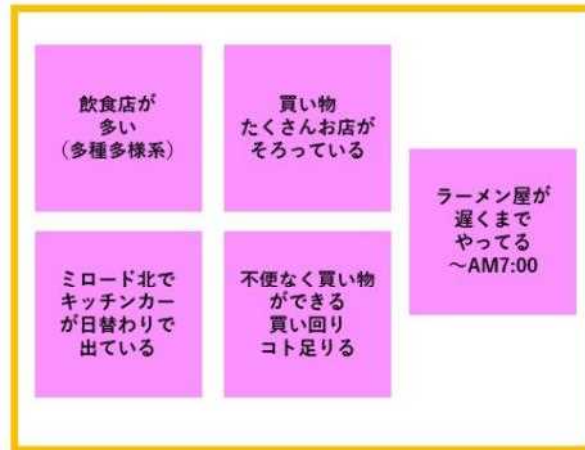 飲食店が
多い
（多種多様系）
買い物
たくさんお店が
そろっている
ラーメン屋が
遅くまで
やってる
～AM7:00
ミロード北で
キッチンカー
が日替わりで
出ている
不便なく買い物
ができる
買い回り
コト足りる